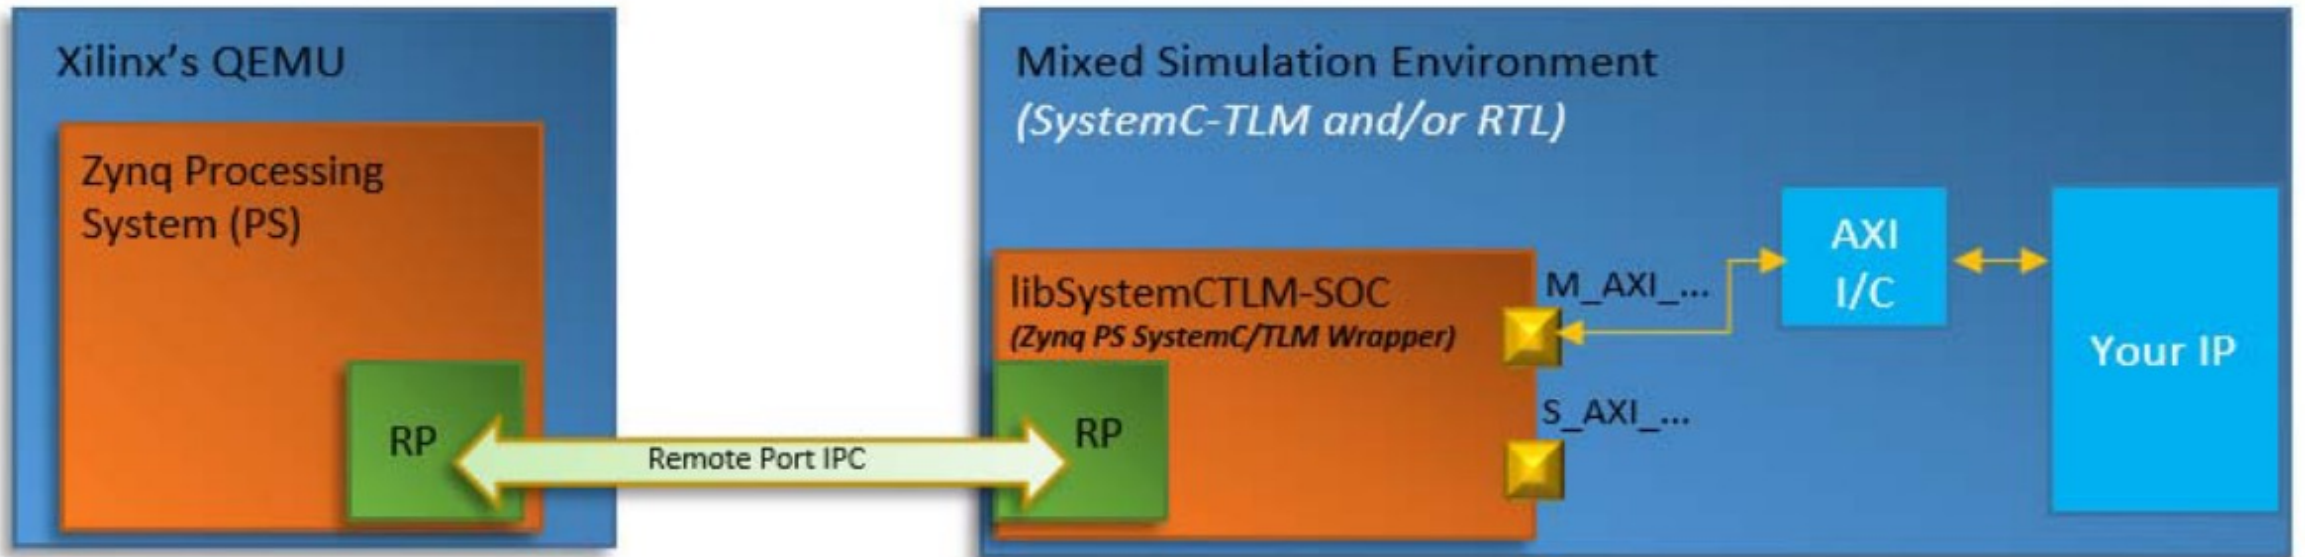 Xilinx's QEMU
Zynq Processing
System (PS)
RP
Remote Port IPC
Mixed Simulation Environment
(SystemC-TLM and/or RTL)
libSystemCTLM-SOC
(Zynq PS SystemC/TLM Wrapper)
RP
M_AXI_...
S_AXI_...
AXI
I/C
Your IP